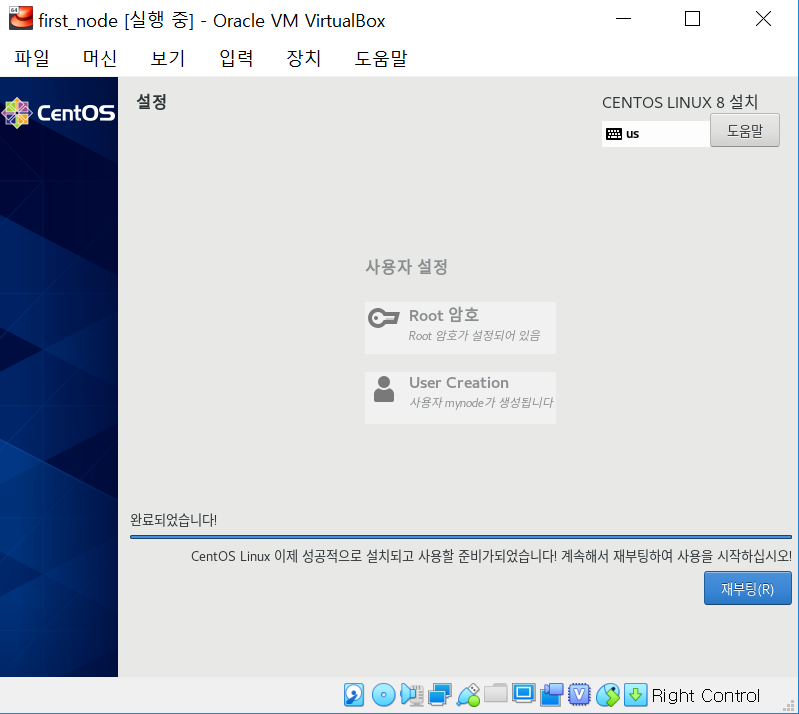 first_node [실행 중] - Oracle VM VirtualBox
파일 머신 보기 입력 장치 도움말
CentOS
설정
CENTOS LINUX 8 설치
us
도움말
사용자 설정
Root 암호
Root 암호가 설정되어 있음
User Creation
사용자 mynode가 생성됩니다
완료되었습니다!
CentOS Linux 이제 성공적으로 설치되고 사용할 준비가되었습니다! 계속해서 재부팅하여 사용을 시작하십시오!
재부팅(R)
Right Control